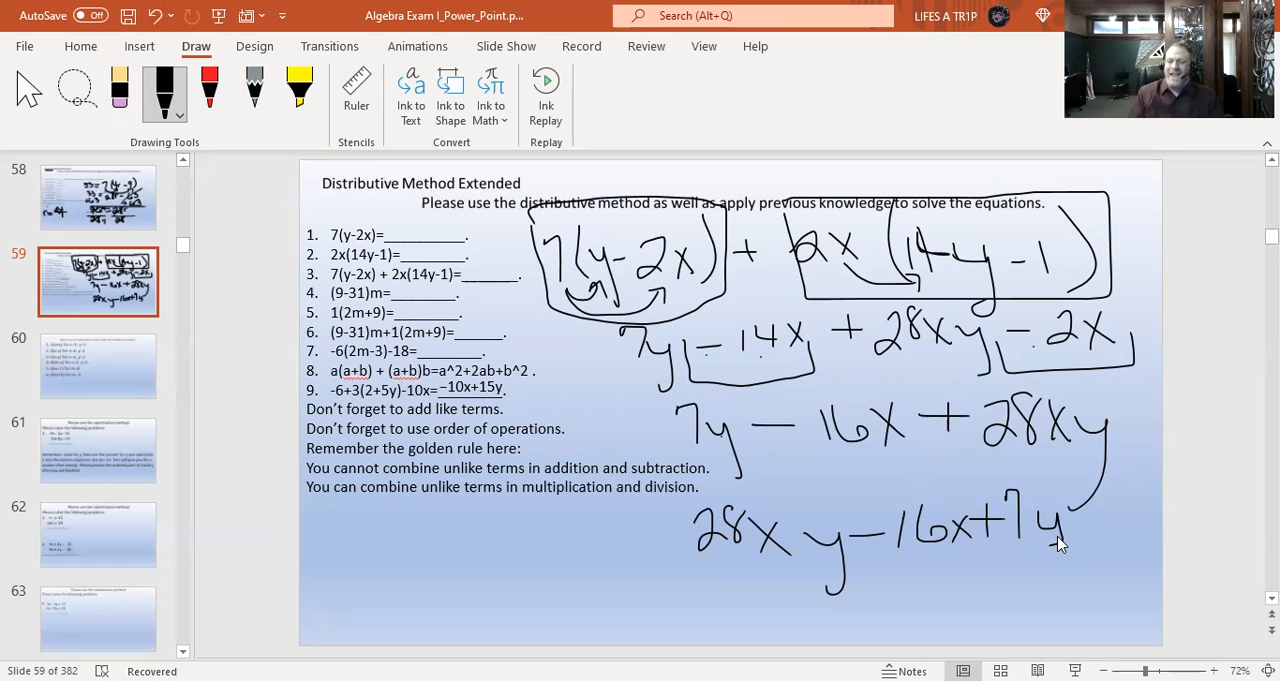 AutoSave Off
Algebra Exam I_Power_Point.p...
Search (Alt+Q)
LIFES A TR1P
File Home Insert Draw Design Transitions Animations Slide Show Record Review View Help
Ruler
Ink to Text
Ink to Shape
Ink to Math
Ink Replay
Drawing Tools
Stencils
Convert
Replay
58
59
60
61
62
63
Distributive Method Extended
Please use the distributive method as well as apply previous knowledge to solve the equations.
1. 7(y-2x)=__________.
2. 2x(14y-1)=_________.
3. 7(y-2x) + 2x(14y-1)=_______.
4. (9-31)m=________.
5. 1(2m+9)=________.
6. (9-31)m+1(2m+9)=________.
7. -6(2m-3)-18=_________.
8. a(a+b) + (a+b)b=a^2+2ab+b^2 .
9. -6+3(2+5y)-10x=−10x+15y.
Don't forget to add like terms.
Don't forget to use order of operations.
Remember the golden rule here:
You cannot combine unlike terms in addition and subtraction.
You can combine unlike terms in multiplication and division.
7(y-2x) + 2x(14y-1)
7y - 14x + 28xy - 2x
7y - 16x + 28xy
28xy - 16x + 7y
Slide 59 of 382
Recovered
Notes
72%